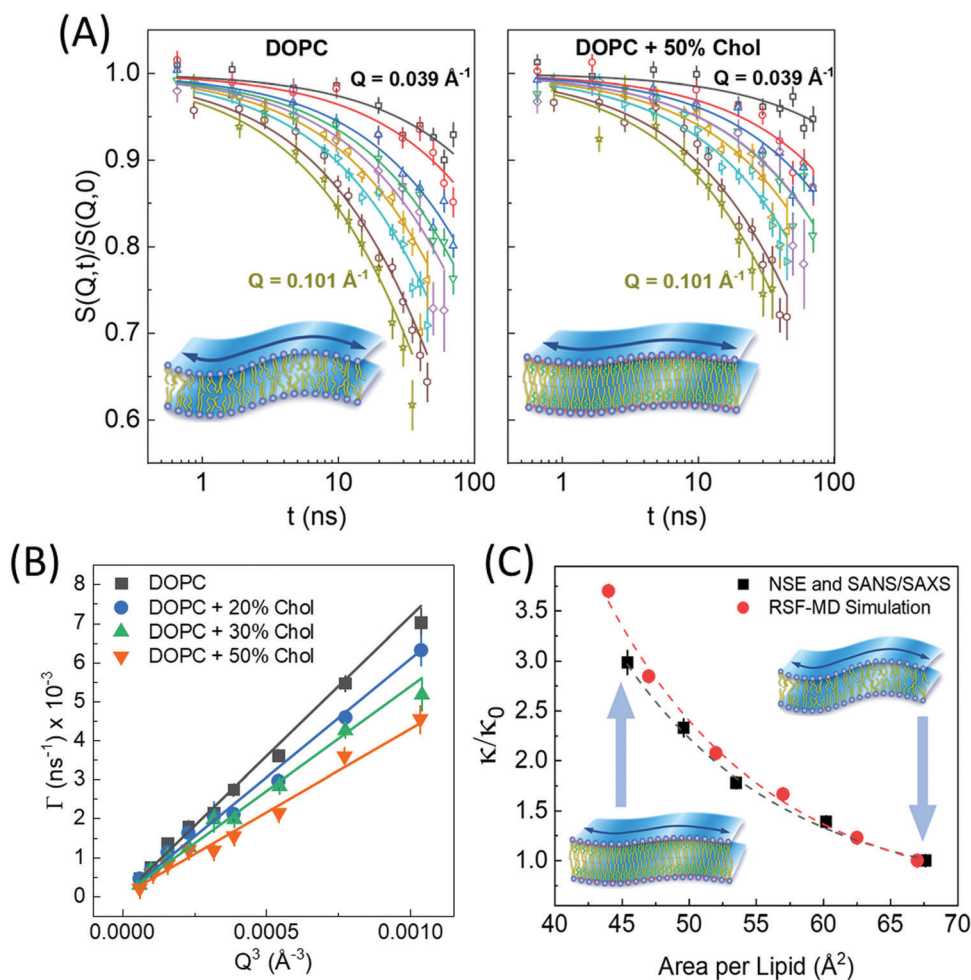 (A)
DOPC
DOPC + 50% Chol
Q = 0.039 Å⁻¹
Q = 0.039 Å⁻¹
1.0
0.9
0.8
0.7
0.6
S(Q,t)/S(Q,0)
Q = 0.101 Å⁻¹
Q = 0.101 Å⁻¹
1 10 100
1 10 100
t (ns)
t (ns)
(B)
DOPC
DOPC + 20% Chol
DOPC + 30% Chol
DOPC + 50% Chol
8
7
6
5
4
3
2
1
0
Γ (ns⁻¹) x 10⁻³
0.0000 0.0005 0.0010
Q³ (Å⁻³)
(C)
NSE and SANS/SAXS
RSF-MD Simulation
3.5
3.0
2.5
2.0
1.5
1.0
κ/κ₀
40 45 50 55 60 65 70
Area per Lipid (Å²)